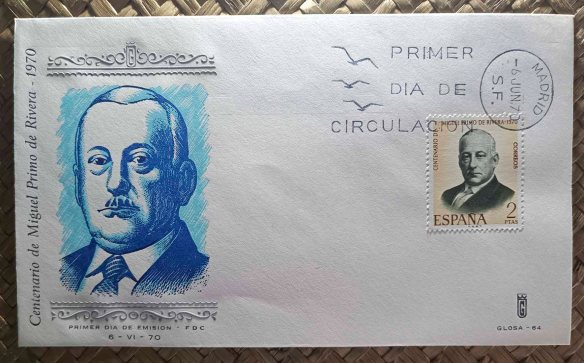 Centenario de Miguel Primo de Rivera - 1970
PRIMER DIA DE EMISION - FDC
6 - VI - 70
PRIMER
DIA DE
CIRCULACION
MADRID
-6 JUN.7
S.F.
CENTENARIO DE MIGUEL PRIMO DE RIVERA-1970
CORREOS
ESPAÑA
2
PTAS
G
GLOSA - 64